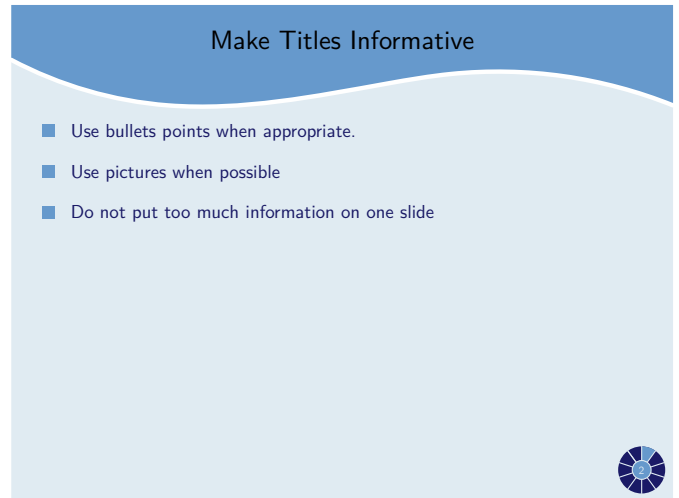 Make Titles Informative
Use bullets points when appropriate.
Use pictures when possible
Do not put too much information on one slide
2